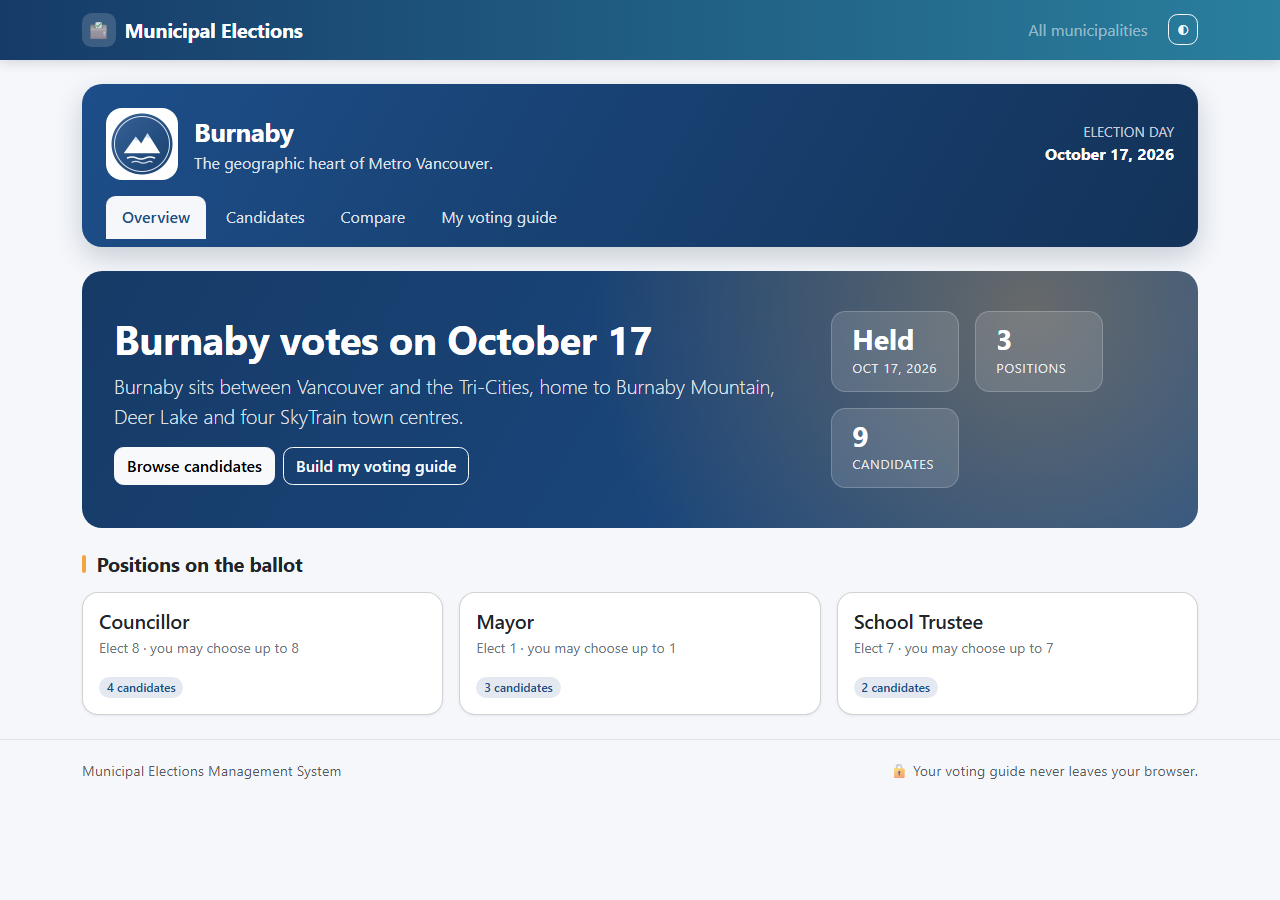 Municipal Elections
All municipalities
Burnaby
The geographic heart of Metro Vancouver.
ELECTION DAY
October 17, 2026
Overview
Candidates
Compare
My voting guide
Burnaby votes on October 17
Burnaby sits between Vancouver and the Tri-Cities, home to Burnaby Mountain,
Deer Lake and four SkyTrain town centres.
Browse candidates
Build my voting guide
Held
OCT 17, 2026
3
POSITIONS
9
CANDIDATES
Positions on the ballot
Councillor
Elect 8 · you may choose up to 8
4 candidates
Mayor
Elect 1 · you may choose up to 1
3 candidates
School Trustee
Elect 7 · you may choose up to 7
2 candidates
Municipal Elections Management System
🔒 Your voting guide never leaves your browser.